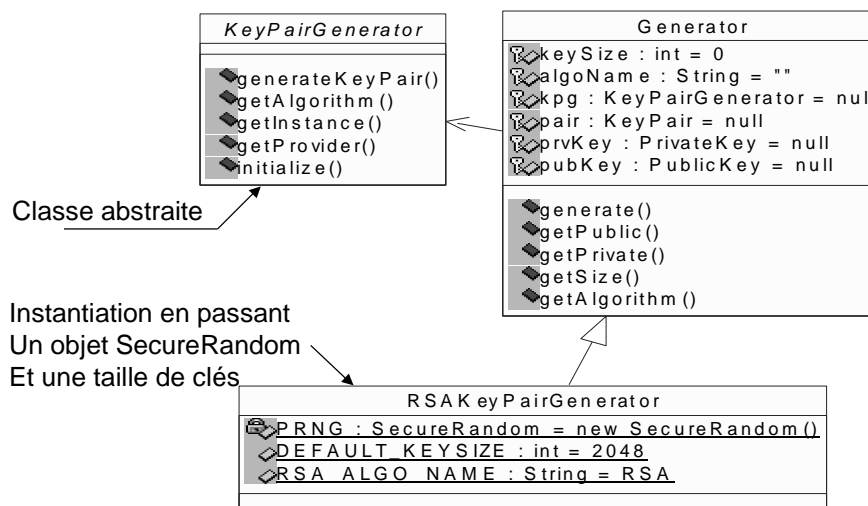 KeyPairGenerator
generateKeyPair()
getAlgorithm()
getInstance()
getProvider()
initialize()
Generator
keySize : int = 0
algoName : String = ""
kpg : KeyPairGenerator = nul
pair : KeyPair = null
prvKey : PrivateKey = null
pubKey : PublicKey = null
generate()
getPublic()
getPrivate()
getSize()
getAlgorithm()
Classe abstraite
Instantiation en passant
Un objet SecureRandom
Et une taille de clés
RSAKeyPairGenerator
PRNG : SecureRandom = new SecureRandom()
DEFAULT_KEYSIZE : int = 2048
RSA_ALGO_NAME : String = RSA